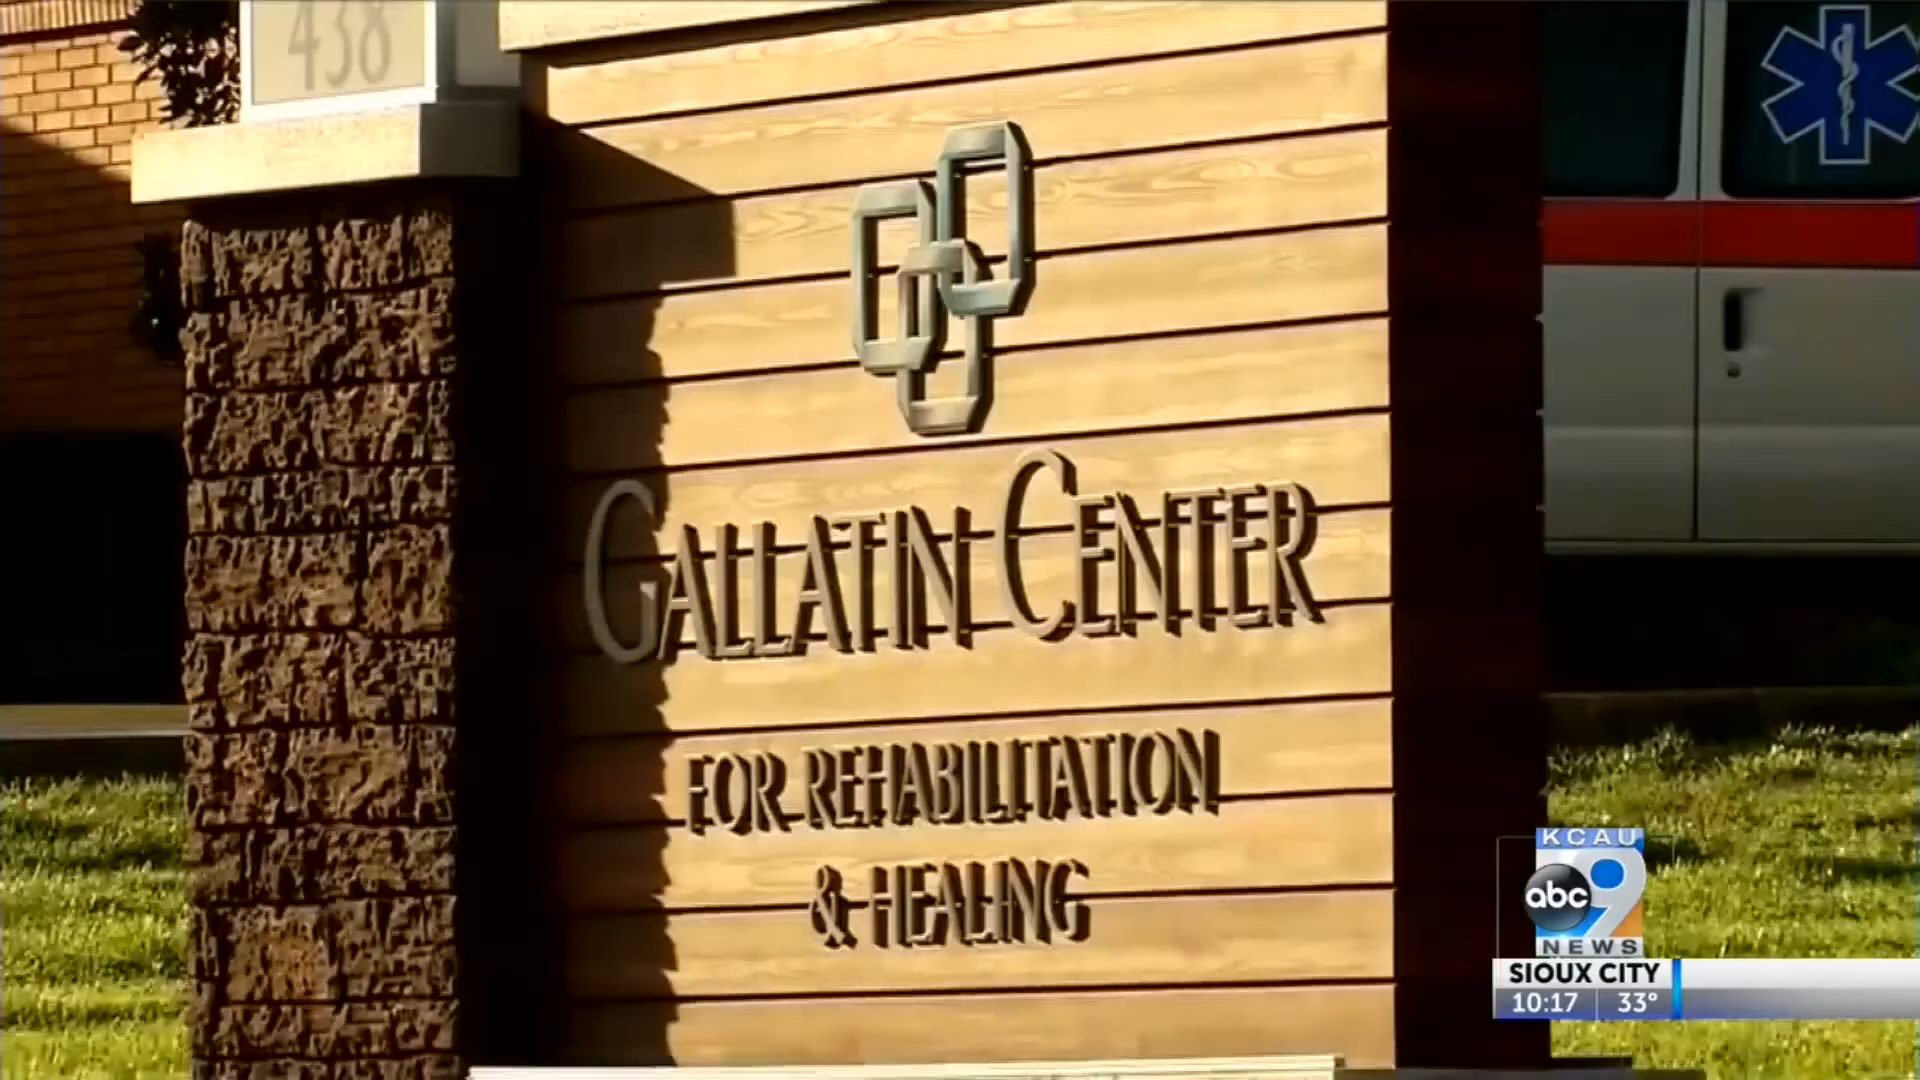 438
GALLATIN CENTER
FOR REHABILITATION
& HEALING
KCAU
abc 9
NEWS
SIOUX CITY
10:17 33°